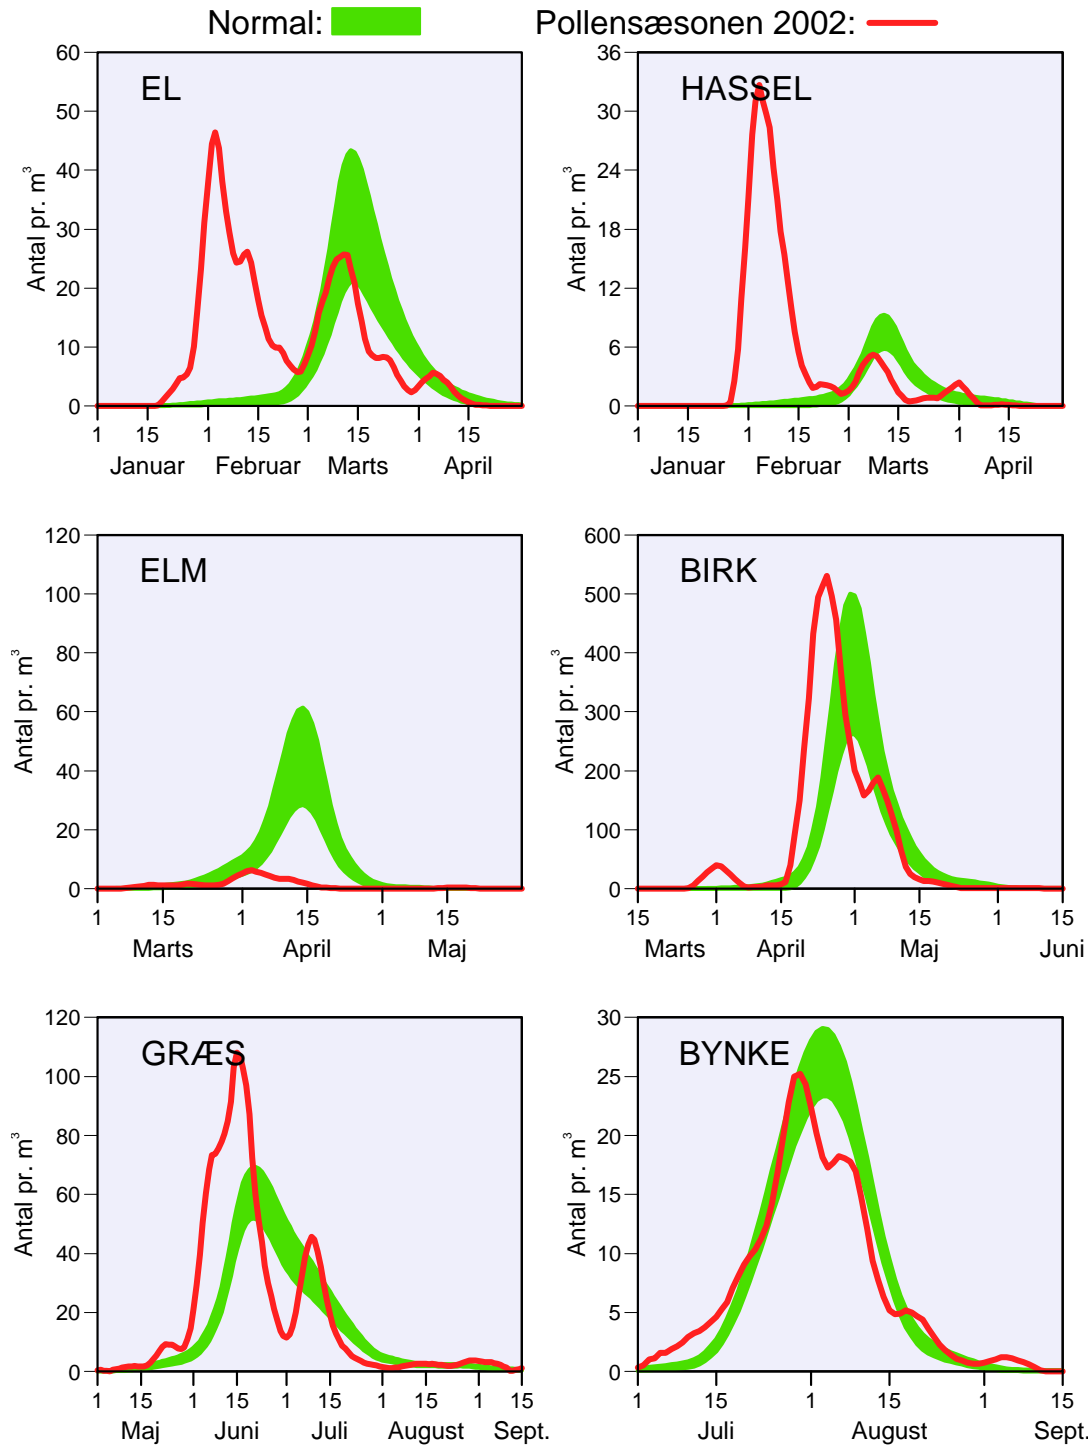 Normal: Pollensæsonen 2002:
EL
Antal pr. m³
60
50
40
30
20
10
0
1 15 1 15 1 15 1 15
Januar Februar Marts April
HASSEL
Antal pr. m³
36
30
24
18
12
6
0
1 15 1 15 1 15 1 15
Januar Februar Marts April
ELM
Antal pr. m³
120
100
80
60
40
20
0
1 15 1 15 1 15
Marts April Maj
BIRK
Antal pr. m³
600
500
400
300
200
100
0
15 1 15 1 15 1 15
Marts April Maj Juni
GRÆS
Antal pr. m³
120
100
80
60
40
20
0
1 15 1 15 1 15 1 15 1 15
Maj Juni Juli August Sept.
BYNKE
Antal pr. m³
30
25
20
15
10
5
0
1 15 1 15 1 15
Juli August Sept.